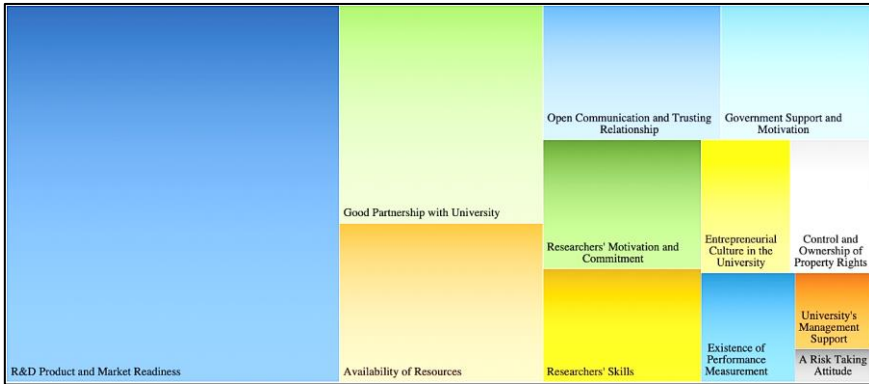 Open Communication and Trusting
Relationship
Government Support and
Motivation
Good Partnership with University
Researchers' Motivation and
Commitment
Entrepreneurial
Culture in the
University
Control and
Ownership of
Property Rights
R&D Product and Market Readiness
Availability of Resources
Researchers' Skills
Existence of
Performance
Measurement
University's
Management
Support
A Risk Taking
Attitude